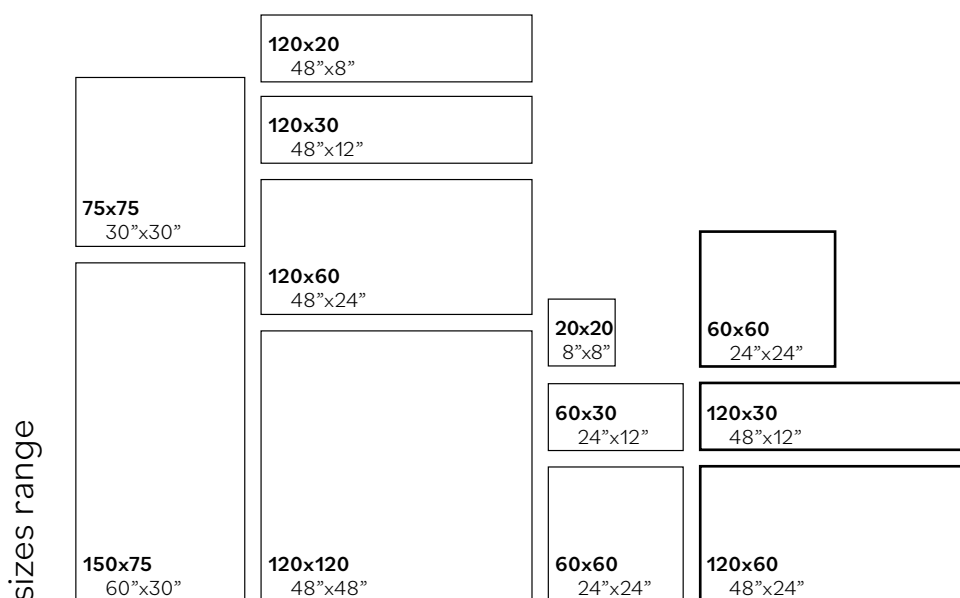 sizes range
75x75
30”x30”
150x75
60”x30”
120x20
48”x8”
120x30
48”x12”
120x60
48”x24”
120x120
48”x48”
20x20
8”x8”
60x30
24”x12”
60x60
24”x24”
60x60
24”x24”
120x30
48”x12”
120x60
48”x24”